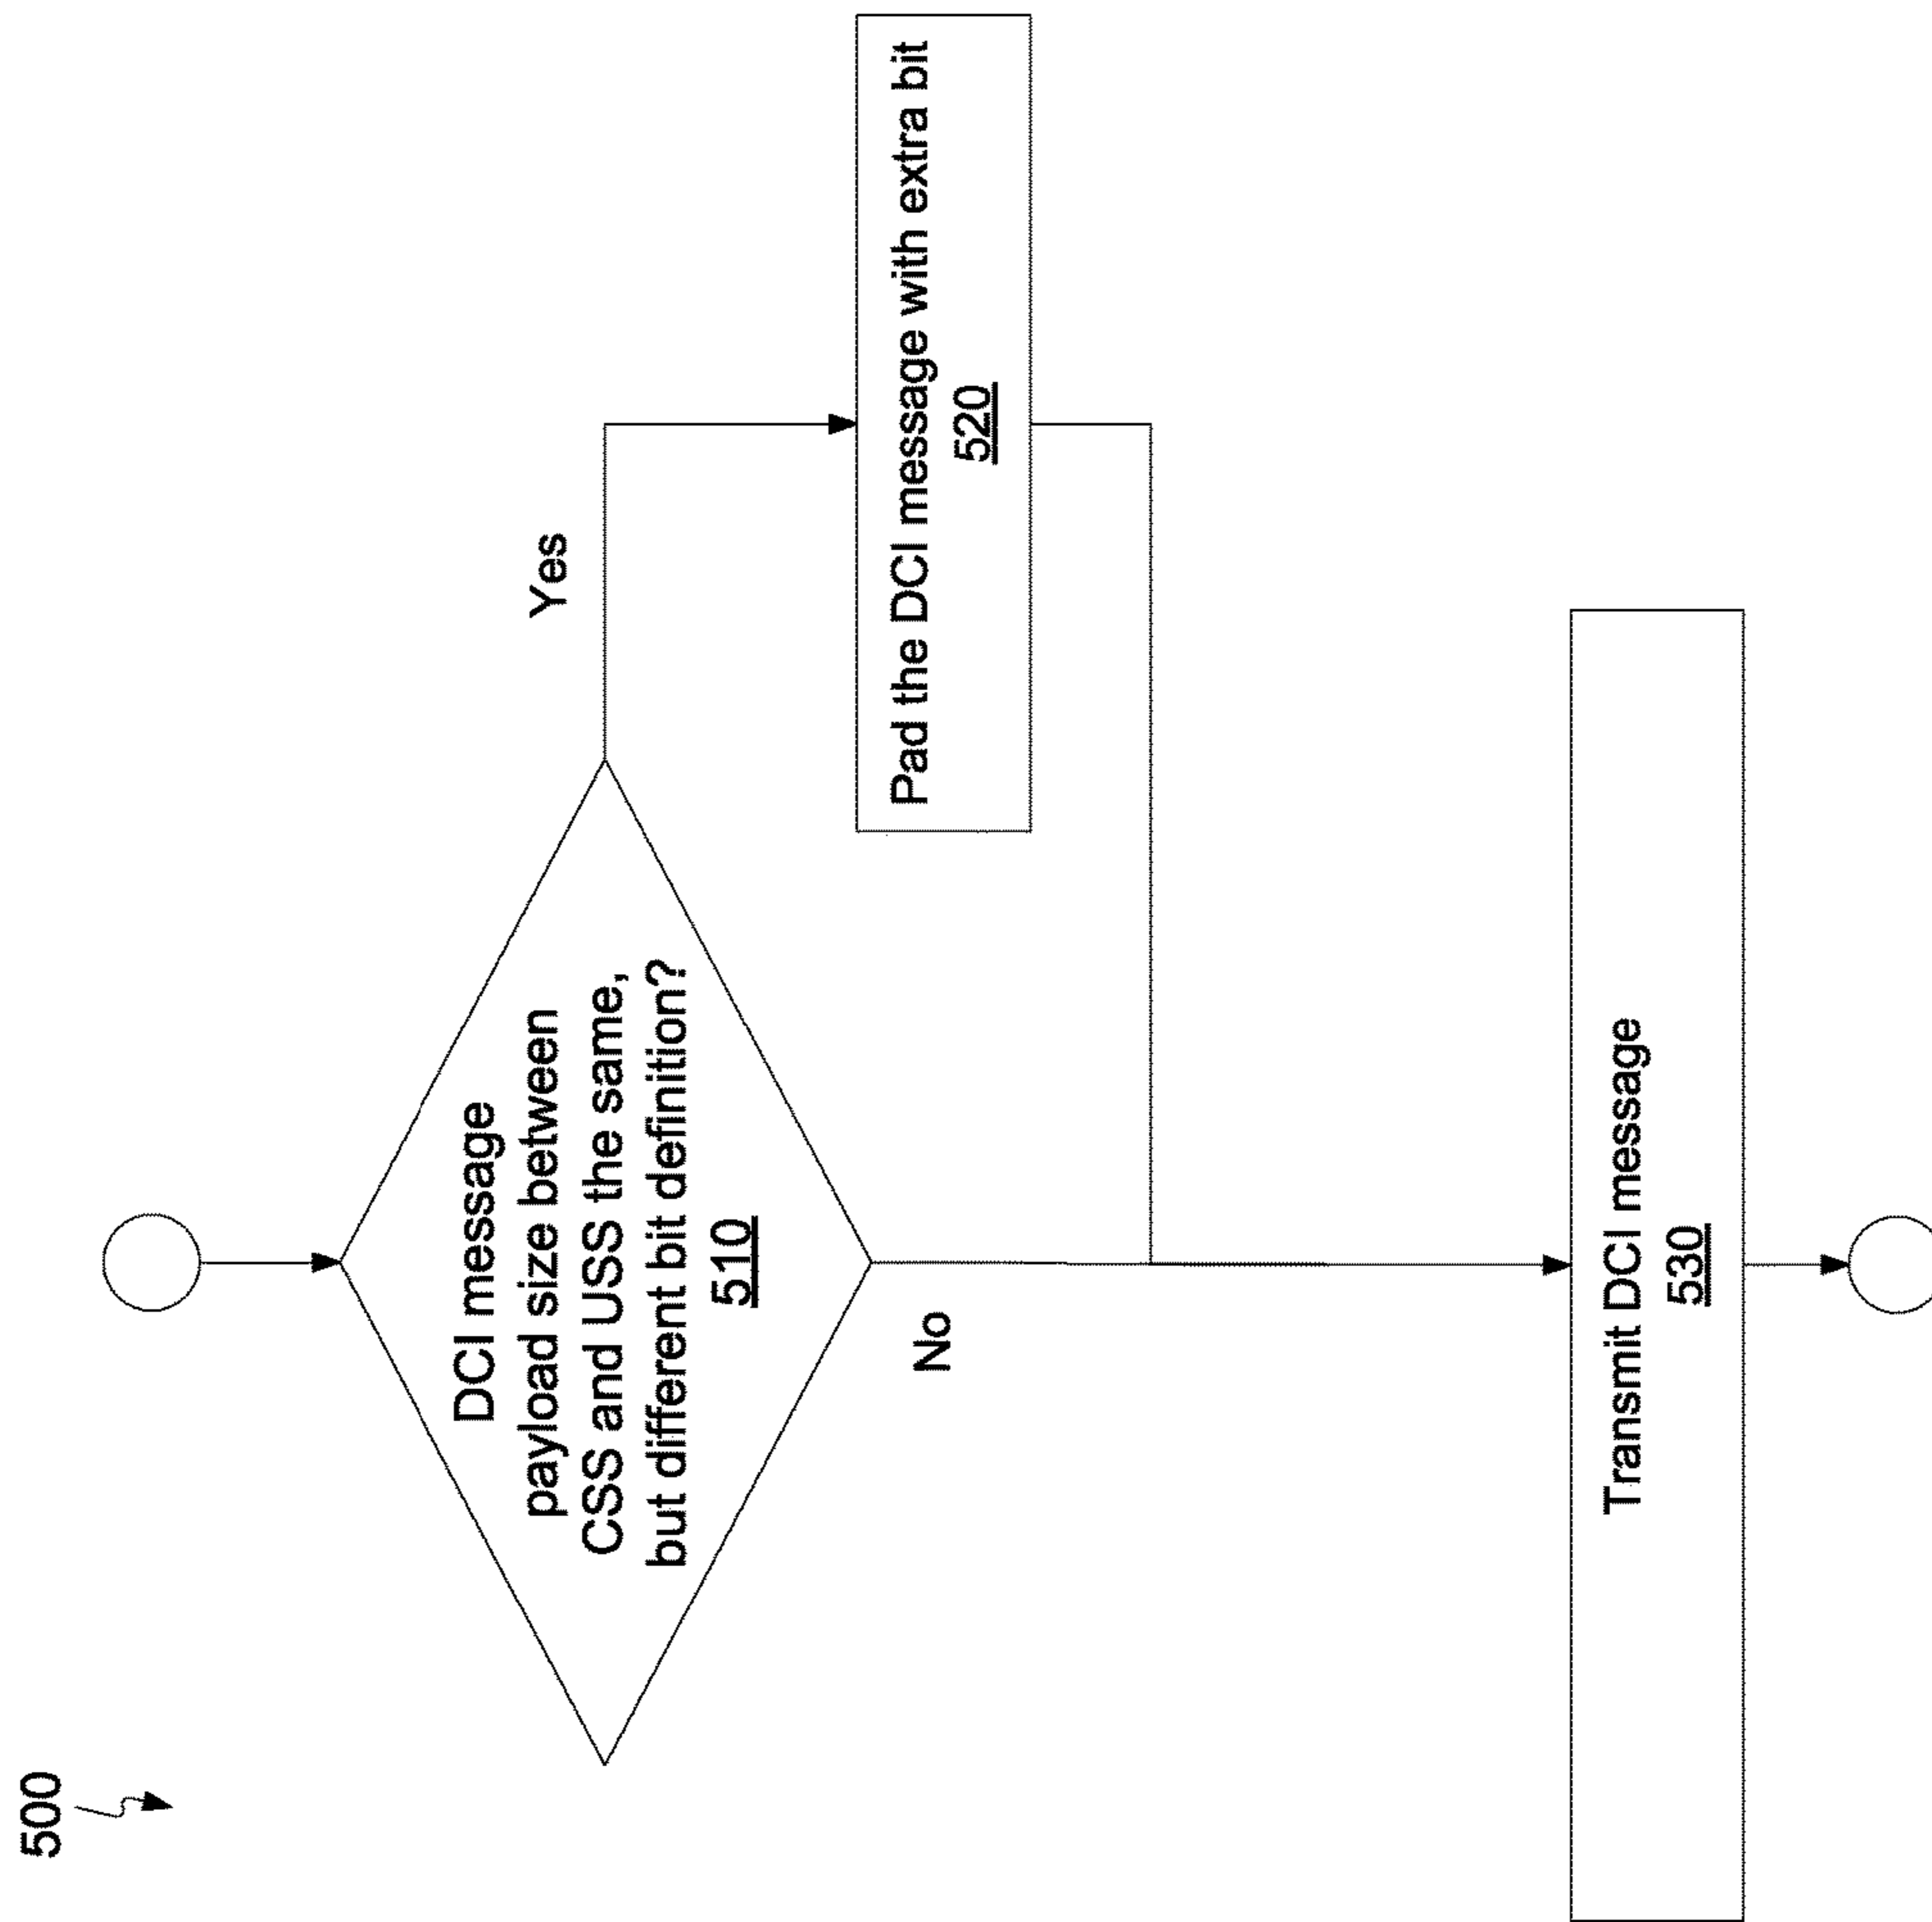 500
DCI message
payload size between
CSS and USS the same,
but different bit definition?
510
Yes
No
Pad the DCI message with extra bit
520
Transmit DCI message
530